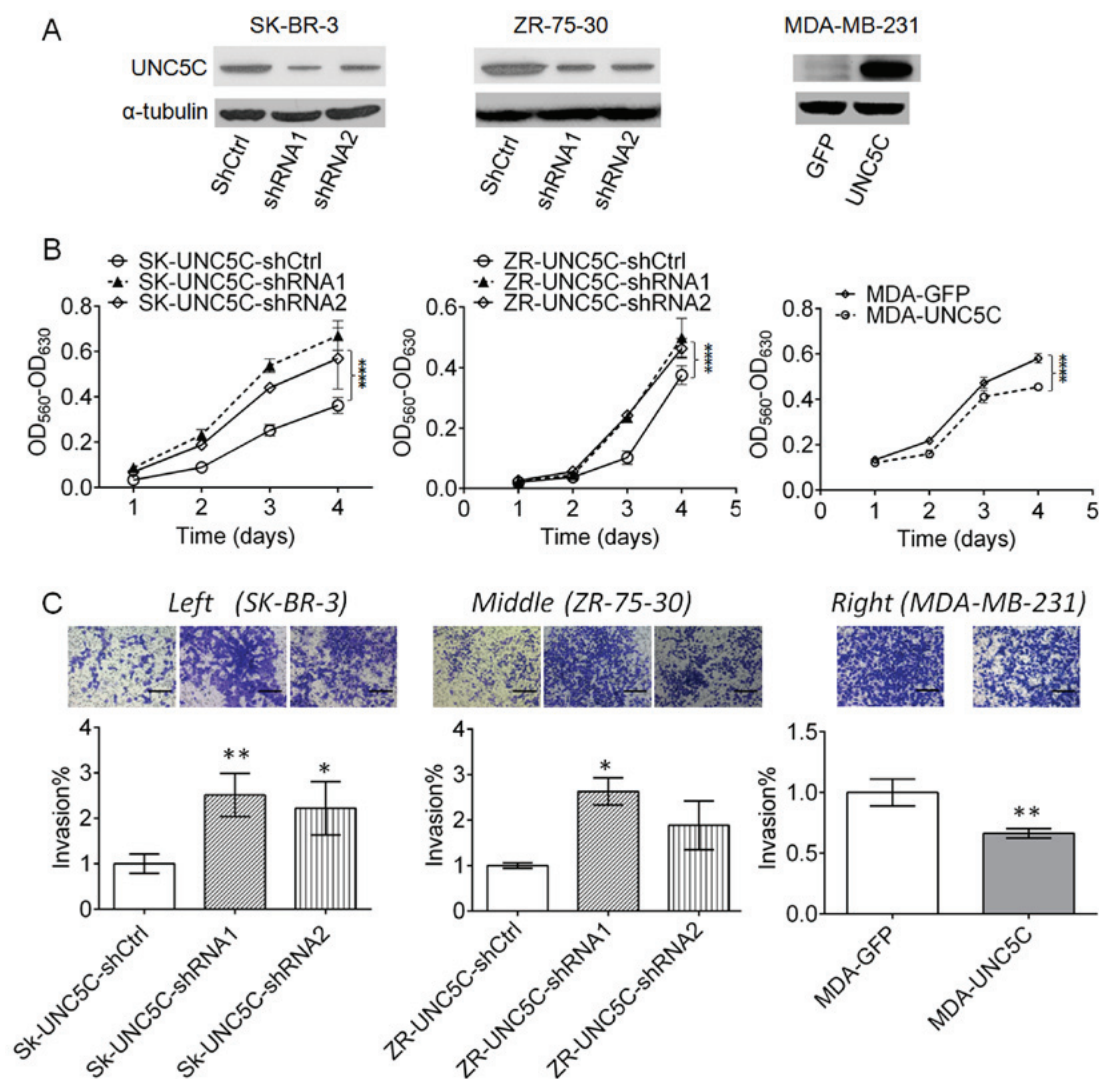 A
SK-BR-3
ZR-75-30
MDA-MB-231
UNC5C
α-tubulin
ShCtrl
shRNA1
shRNA2
ShCtrl
shRNA1
shRNA2
GFP
UNC5C
B
SK-UNC5C-shCtrl
SK-UNC5C-shRNA1
SK-UNC5C-shRNA2
OD560-OD630
0.8
0.6
0.4
0.2
0.0
1 2 3 4
Time (days)
****
ZR-UNC5C-shCtrl
ZR-UNC5C-shRNA1
ZR-UNC5C-shRNA2
OD560-OD630
0.6
0.4
0.2
0.0
0 1 2 3 4 5
Time (days)
****
MDA-GFP
MDA-UNC5C
OD560-OD630
0.8
0.6
0.4
0.2
0.0
0 1 2 3 4 5
Time (days)
****
C
Left (SK-BR-3)
Middle (ZR-75-30)
Right (MDA-MB-231)
Invasion%
4
3
2
1
0
**
*
Sk-UNC5C-shCtrl
Sk-UNC5C-shRNA1
Sk-UNC5C-shRNA2
Invasion%
4
3
2
1
0
*
ZR-UNC5C-shCtrl
ZR-UNC5C-shRNA1
ZR-UNC5C-shRNA2
Invasion%
1.5
1.0
0.5
0.0
**
MDA-GFP
MDA-UNC5C